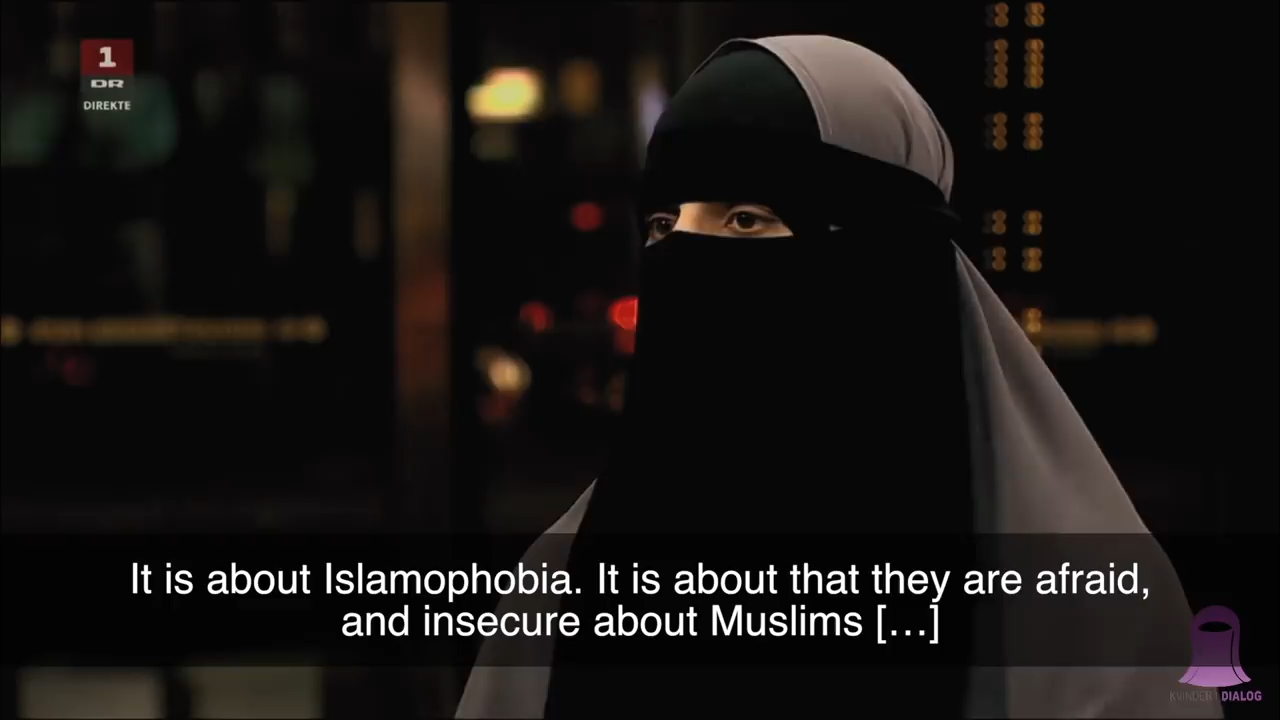 1
DR
DIREKTE
It is about Islamophobia. It is about that they are afraid,
and insecure about Muslims [...]
KVINDER I DIALOG